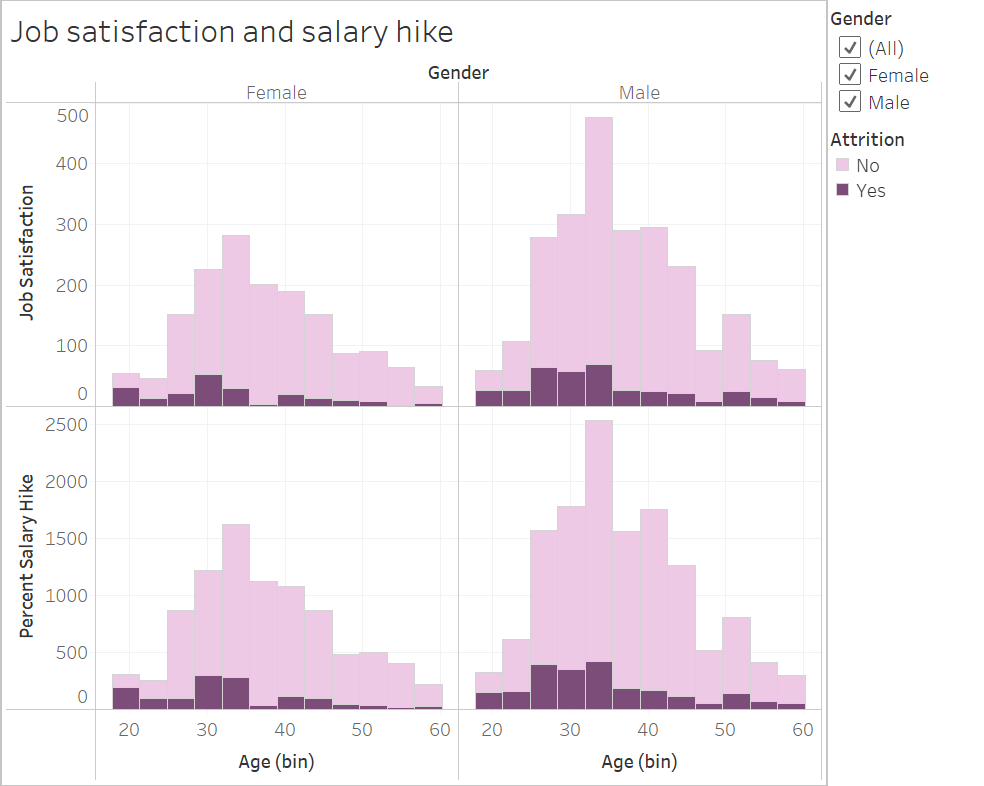 Job satisfaction and salary hike
Gender
Female
Male
Job Satisfaction
500
400
300
200
100
0
Percent Salary Hike
2500
2000
1500
1000
500
0
20
30
40
50
60
20
30
40
50
60
Age (bin)
Age (bin)
Gender
(All)
Female
Male
Attrition
No
Yes